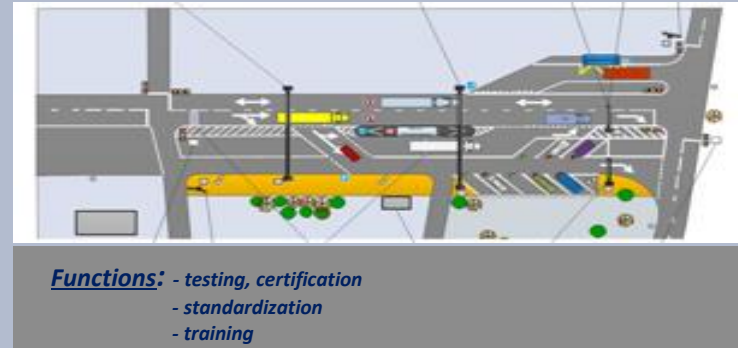 Functions: - testing, certification
- standardization
- training